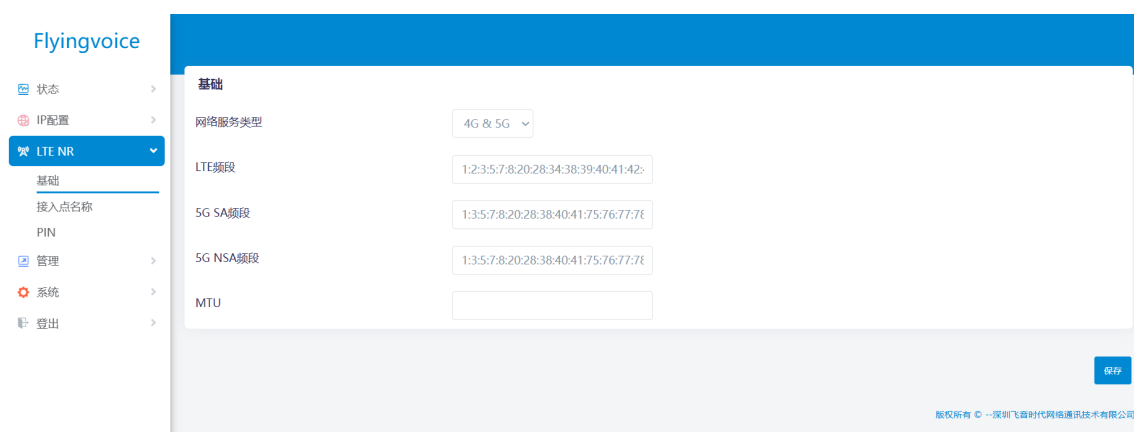 Flyingvoice
状态
IP配置
LTE NR
基础
接入点名称
PIN
管理
系统
登出
基础
网络服务类型
4G & 5G
LTE频段
1:2:3:5:7:8:20:28:34:38:39:40:41:42:
5G SA频段
1:3:5:7:8:20:28:38:40:41:75:76:77:78
5G NSA频段
1:3:5:7:8:20:28:38:40:41:75:76:77:78
MTU
保存
版权所有 © --深圳飞音时代网络通讯技术有限公司